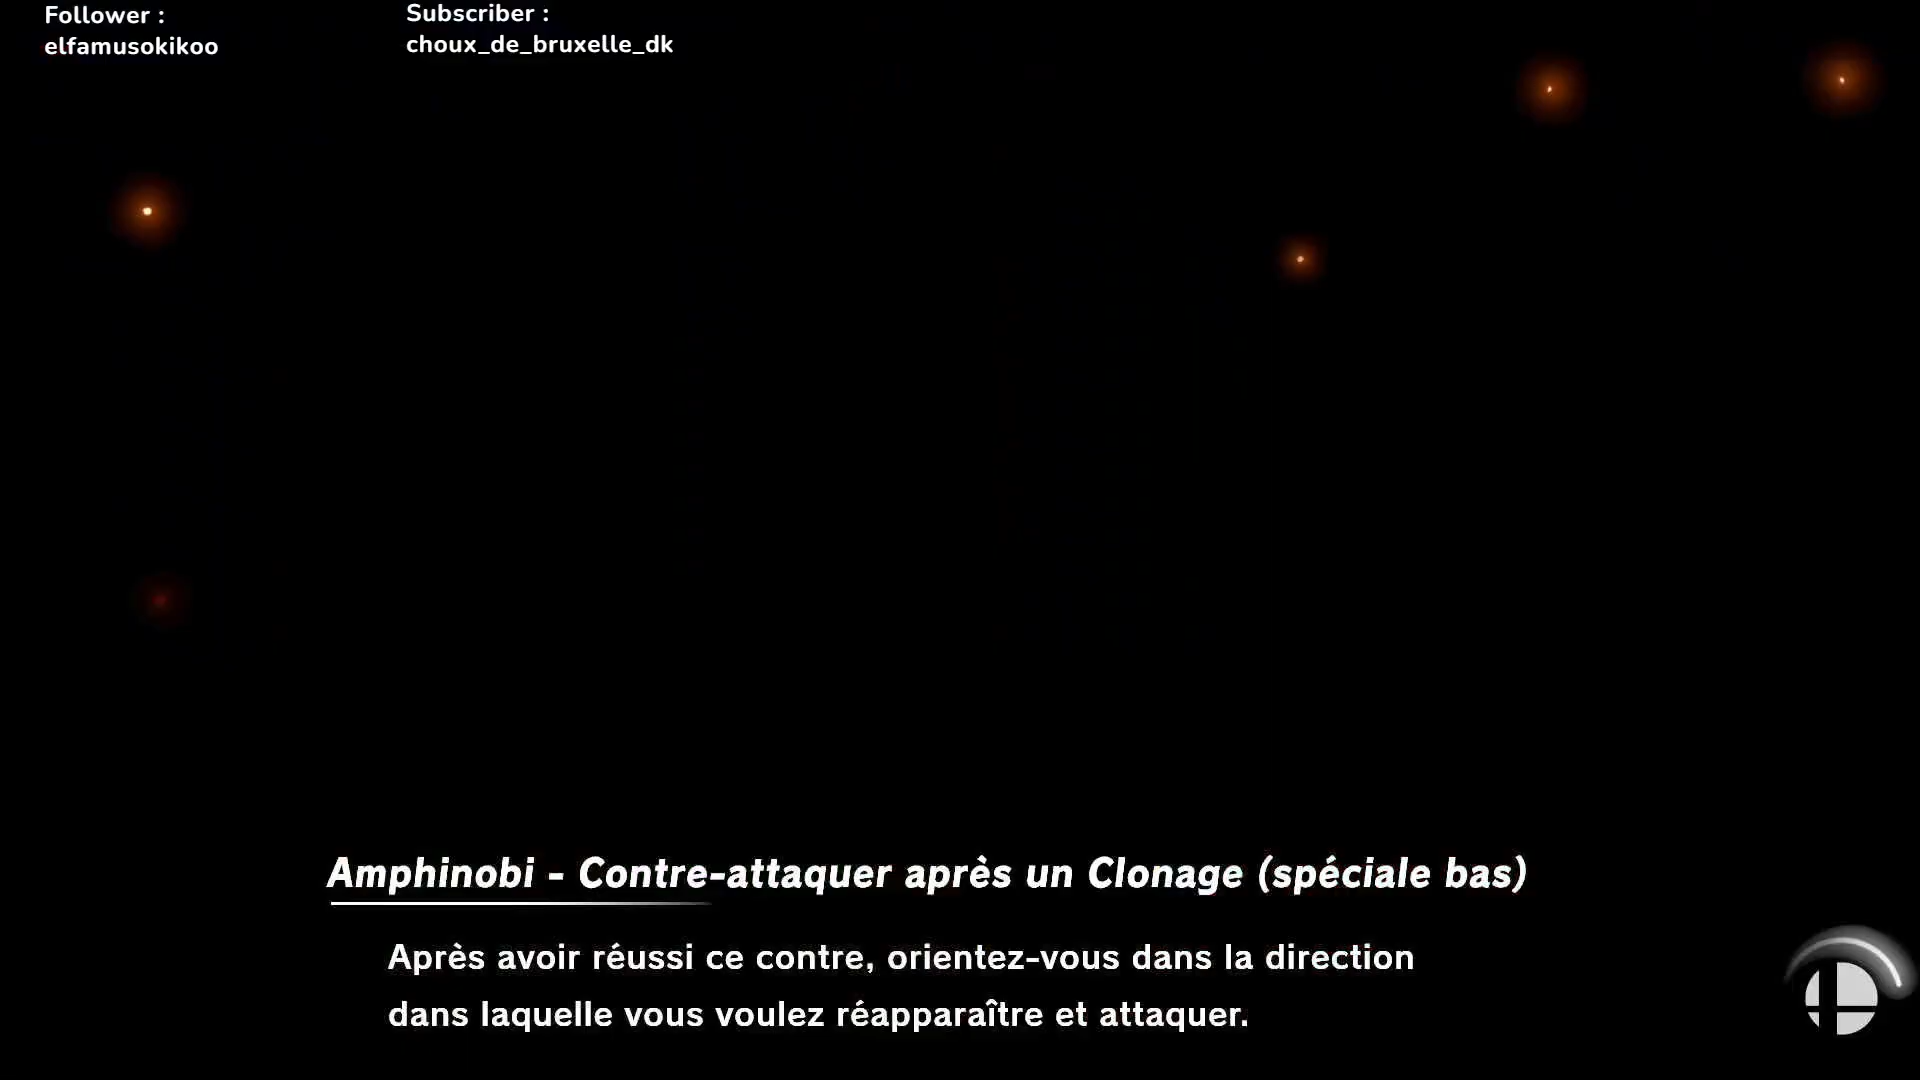 Follower :
elfamusokikoo
Subscriber :
choux_de_bruxelle_dk
Amphinobi - Contre-attaquer après un Clonage (spéciale bas)
Après avoir réussi ce contre, orientez-vous dans la direction
dans laquelle vous voulez réapparaître et attaquer.